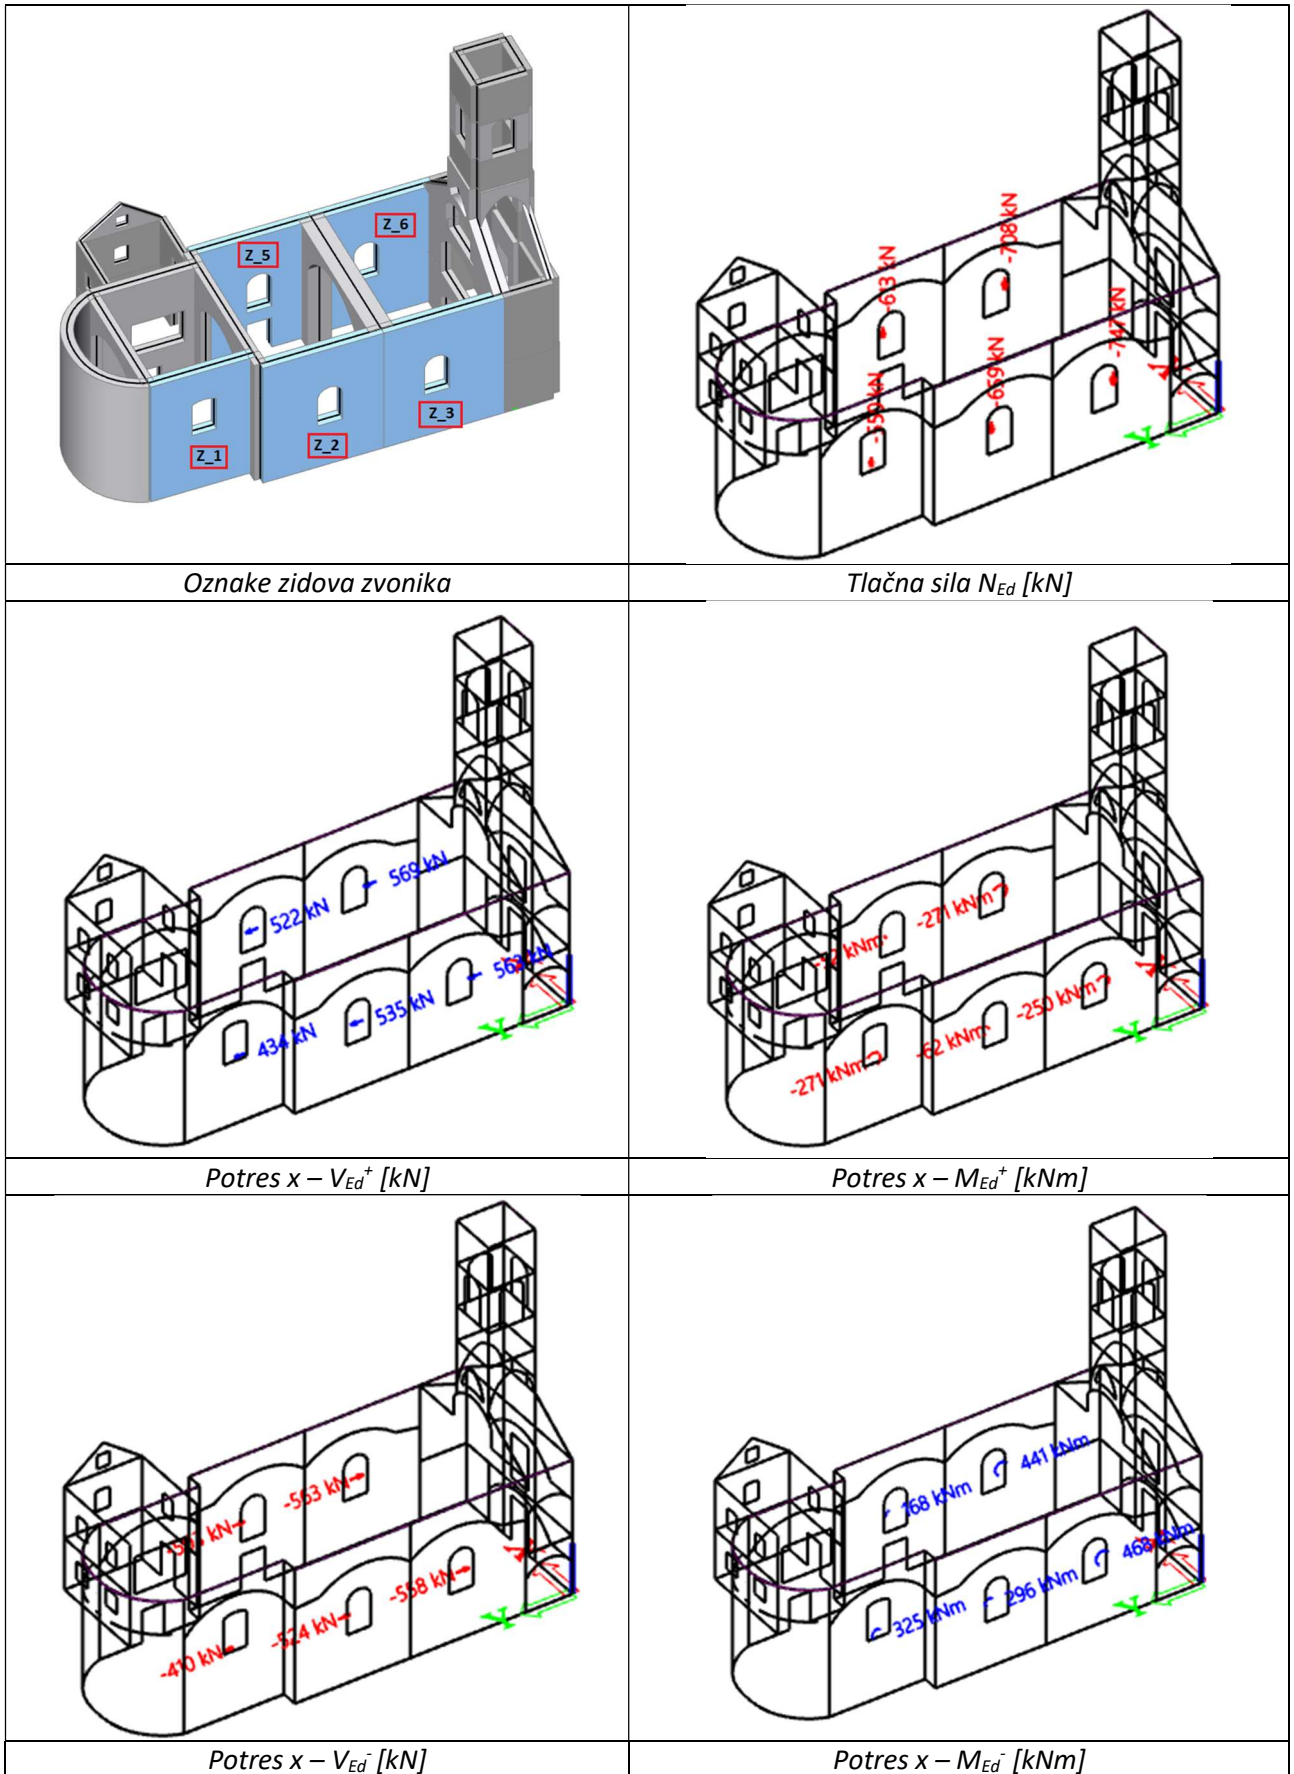 Z_6
Z_5
Z_3
Z_2
Z_1
-708 kN
-613 kN
-747 kN
-659 kN
-550 kN
Y
Oznake zidova zvonika
Tlačna sila NEd [kN]
569 kN
522 kN
535 kN
434 kN
Y
-271 kNm
-250 kNm
-62 kNm
-271 kNm
Y
Potres x – VEd+ [kN]
Potres x – MEd+ [kNm]
-563 kN
-558 kN
-524 kN
-410 kN
Y
441 kNm
168 kNm
468 kNm
296 kNm
325 kNm
Y
Potres x – VEd- [kN]
Potres x – MEd- [kNm]